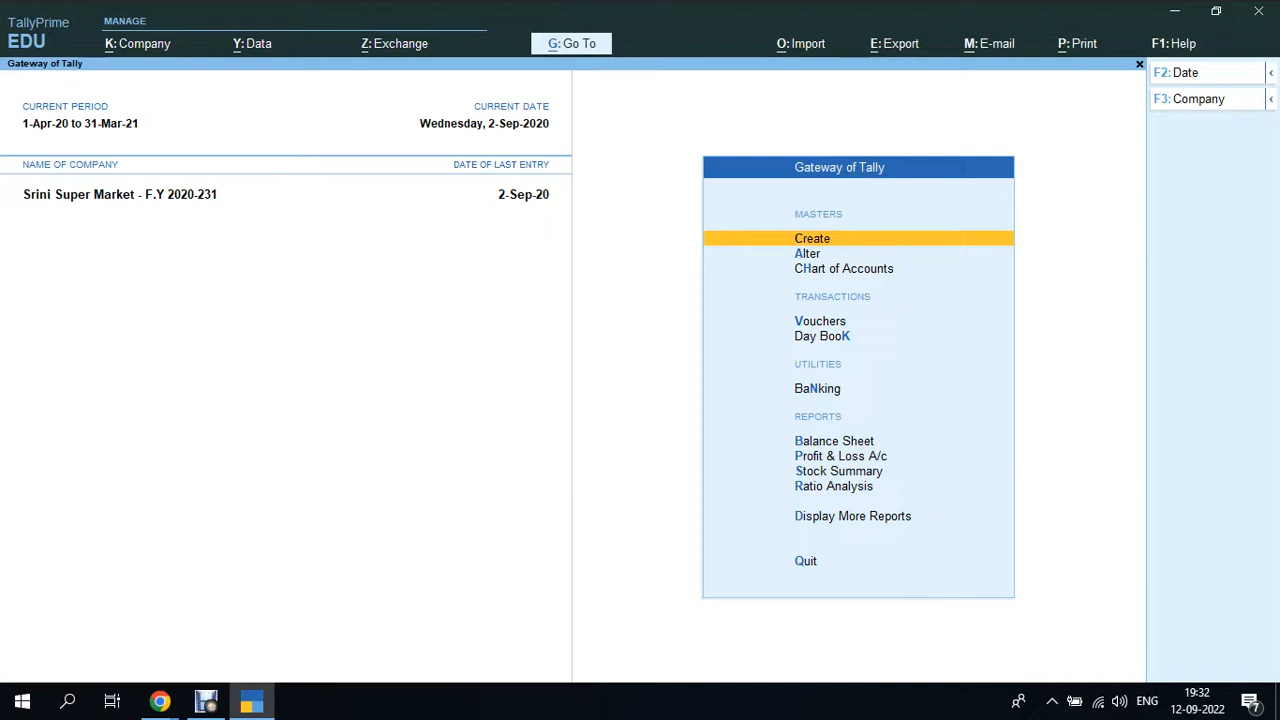 TallyPrime
EDU
MANAGE
K: Company
Y: Data
Z: Exchange
G: Go To
O: Import
E: Export
M: E-mail
P: Print
F1: Help
Gateway of Tally
F2: Date
F3: Company
CURRENT PERIOD
CURRENT DATE
1-Apr-20 to 31-Mar-21
Wednesday, 2-Sep-2020
NAME OF COMPANY
DATE OF LAST ENTRY
Srini Super Market - F.Y 2020-231
2-Sep-20
Gateway of Tally
MASTERS
Create
Alter
CHart of Accounts
TRANSACTIONS
Vouchers
Day BooK
UTILITIES
BaNking
REPORTS
Balance Sheet
Profit & Loss A/c
Stock Summary
Ratio Analysis
Display More Reports
Quit
ENG
19:32
12-09-2022
7